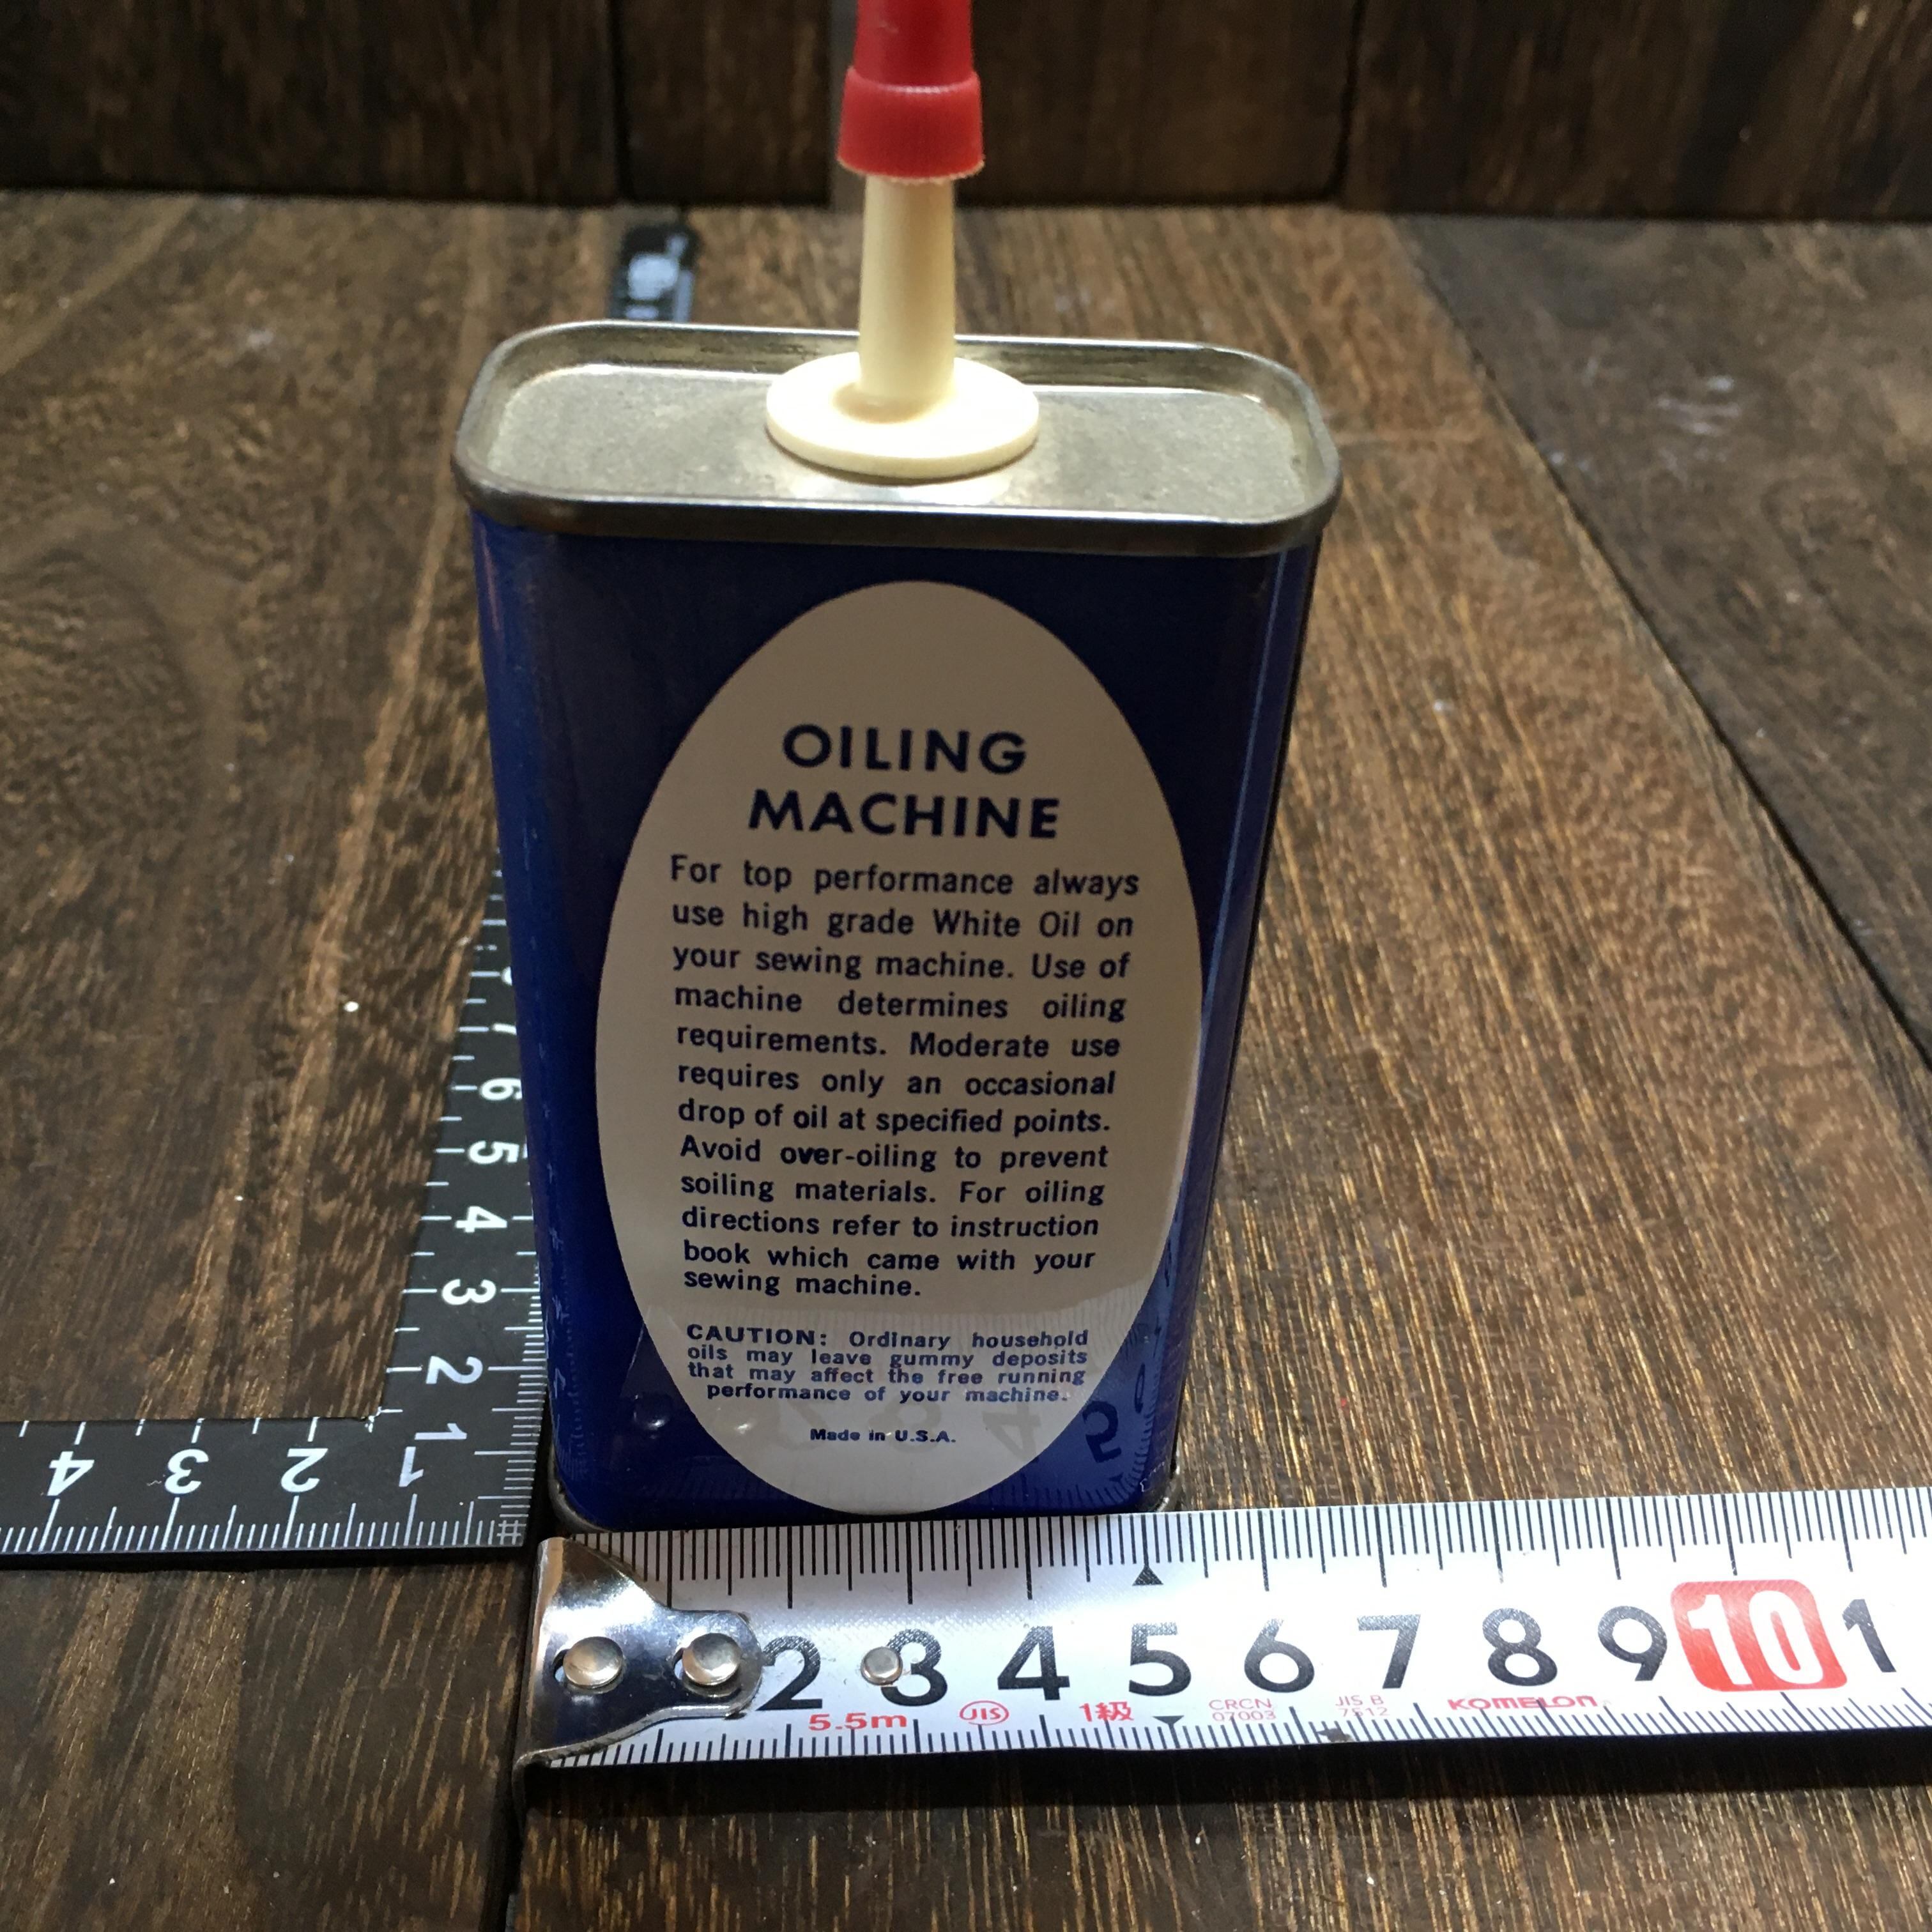 OILING
MACHINE
For top performance always
use high grade White Oil on
your sewing machine. Use of
machine determines oiling
requirements. Moderate use
requires only an occasional
drop of oil at specified points.
Avoid over-oiling to prevent
soiling materials. For oiling
directions refer to instruction
book which came with your
sewing machine.
CAUTION: Ordinary household
oils may leave gummy deposits
that may affect the free running
performance of your machine.
Made in U.S.A.
7
6
5
4
3
2
1
4 3 2 1
2 3 4 5 6 7 8 9 10 1
5.5m JIS 1級 CRCN 07003 JIS B 7512 KOMELON